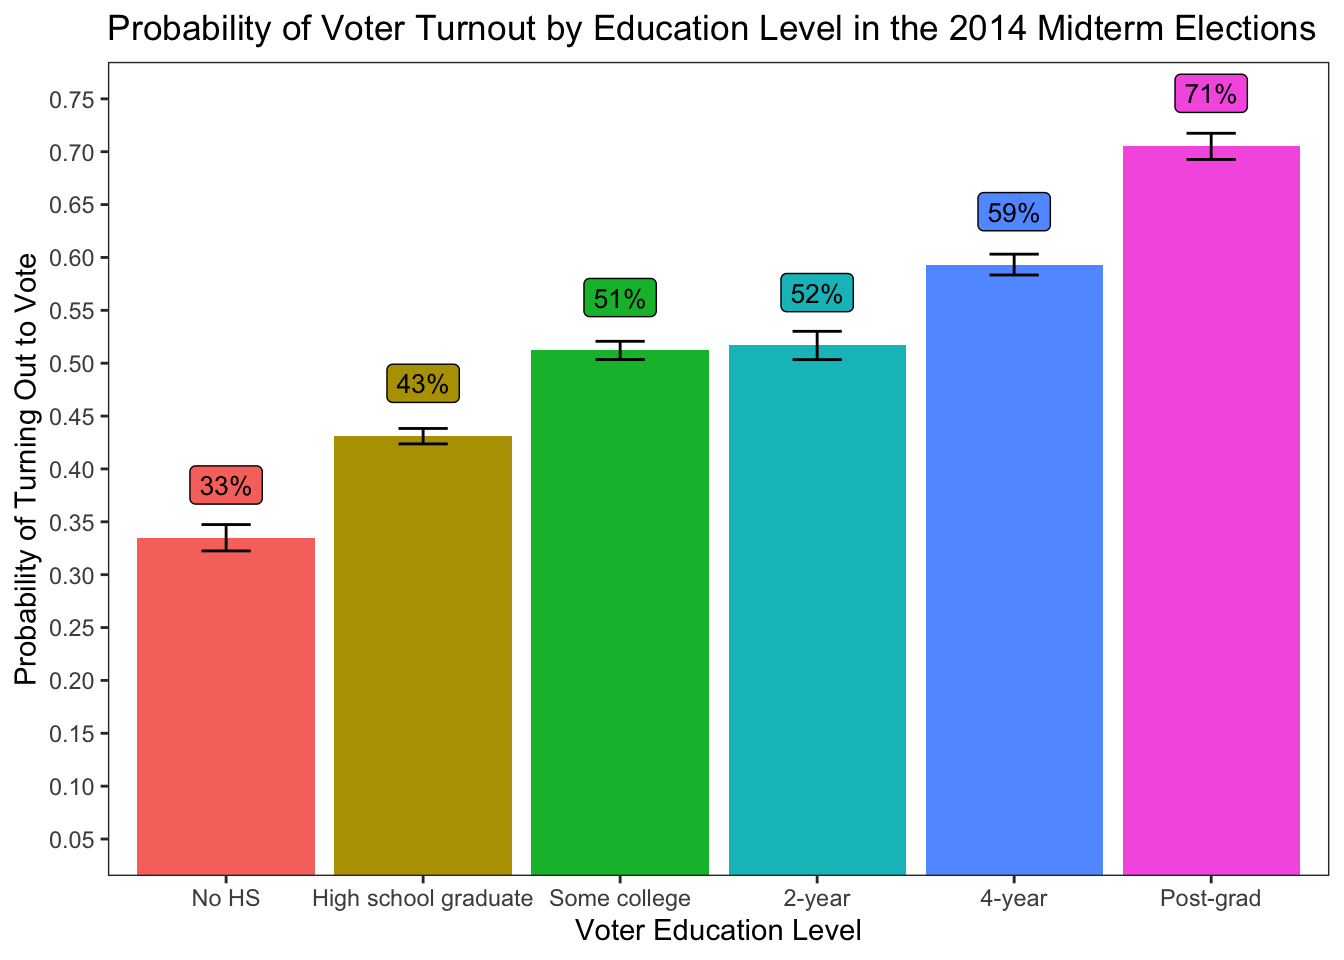 Probability of Voter Turnout by Education Level in the 2014 Midterm Elections
Probability of Turning Out to Vote
0.75
0.70
0.65
0.60
0.55
0.50
0.45
0.40
0.35
0.30
0.25
0.20
0.15
0.10
0.05
33%
43%
51%
52%
59%
71%
No HS
High school graduate
Some college
2-year
4-year
Post-grad
Voter Education Level